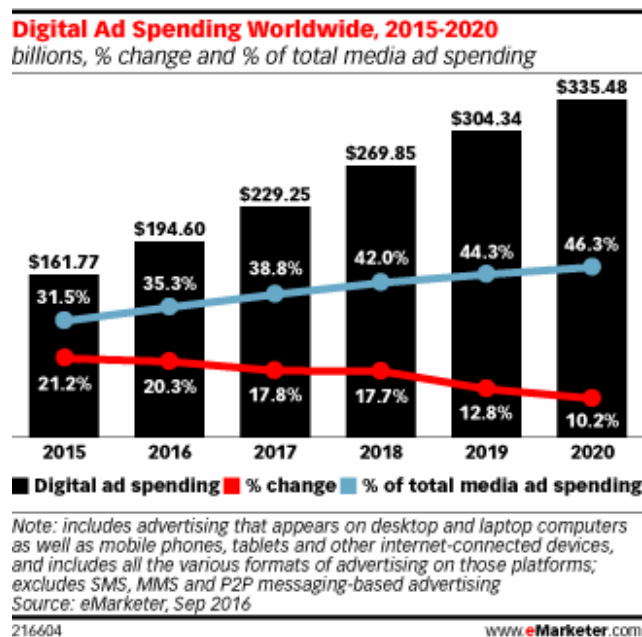 Digital Ad Spending Worldwide, 2015-2020
billions, % change and % of total media ad spending
$335.48
$304.34
$269.85
$229.25
$194.60
$161.77
31.5% 35.3% 38.8% 42.0% 44.3% 46.3%
21.2% 20.3% 17.8% 17.7% 12.8% 10.2%
2015 2016 2017 2018 2019 2020
Digital ad spending % change % of total media ad spending
Note: includes advertising that appears on desktop and laptop computers
as well as mobile phones, tablets and other internet-connected devices,
and includes all the various formats of advertising on those platforms;
excludes SMS, MMS and P2P messaging-based advertising
Source: eMarketer, Sep 2016
216604 www.eMarketer.com